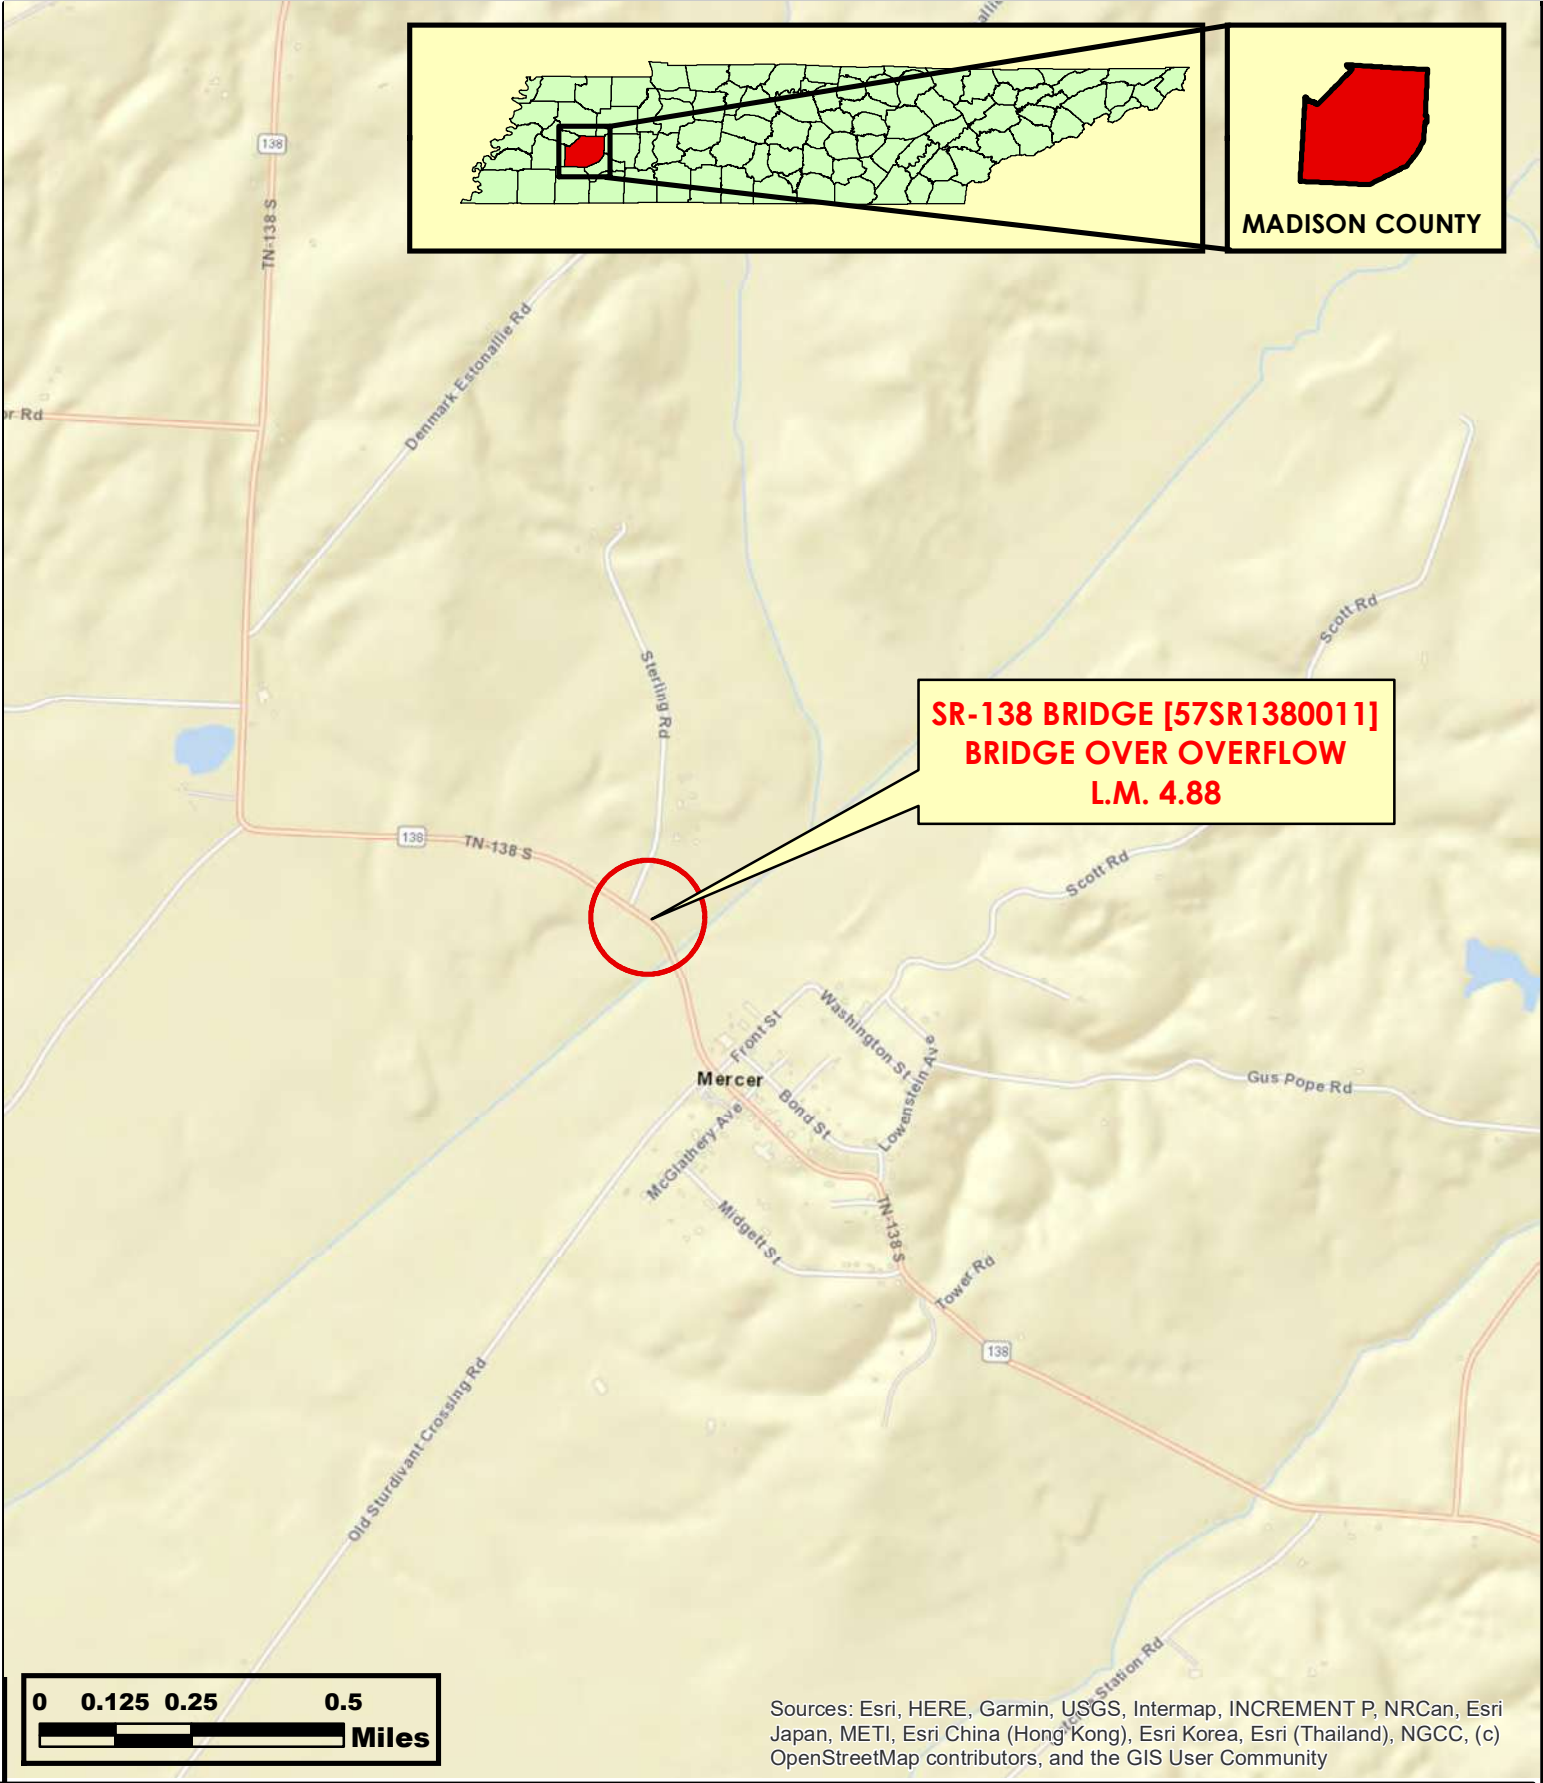 MADISON COUNTY
138
TN-138 S
Denmark Estonallie Rd
or Rd
Sterling Rd
Scott Rd
SR-138 BRIDGE [57SR1380011]
BRIDGE OVER OVERFLOW
L.M. 4.88
138
TN-138 S
Scott Rd
Washington St
Front St
Lowenstein Ave
Mercer
Gus Pope Rd
Bond St
McGlathery Ave
Midgett St
TN-138 S
Tower Rd
138
Old Sturdivant Crossing Rd
Station Rd
0 0.125 0.25 0.5
Miles
Sources: Esri, HERE, Garmin, USGS, Intermap, INCREMENT P, NRCan, Esri
Japan, METI, Esri China (Hong Kong), Esri Korea, Esri (Thailand), NGCC, (c)
OpenStreetMap contributors, and the GIS User Community